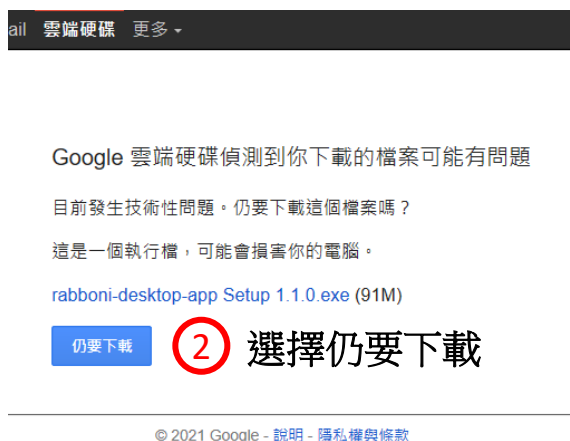 ail 雲端硬碟 更多
Google 雲端硬碟偵測到你下載的檔案可能有問題
目前發生技術性問題。仍要下載這個檔案嗎？
這是一個執行檔，可能會損害你的電腦。
rabboni-desktop-app Setup 1.1.0.exe (91M)
仍要下載 2 選擇仍要下載
© 2021 Google - 說明 - 隱私權與條款